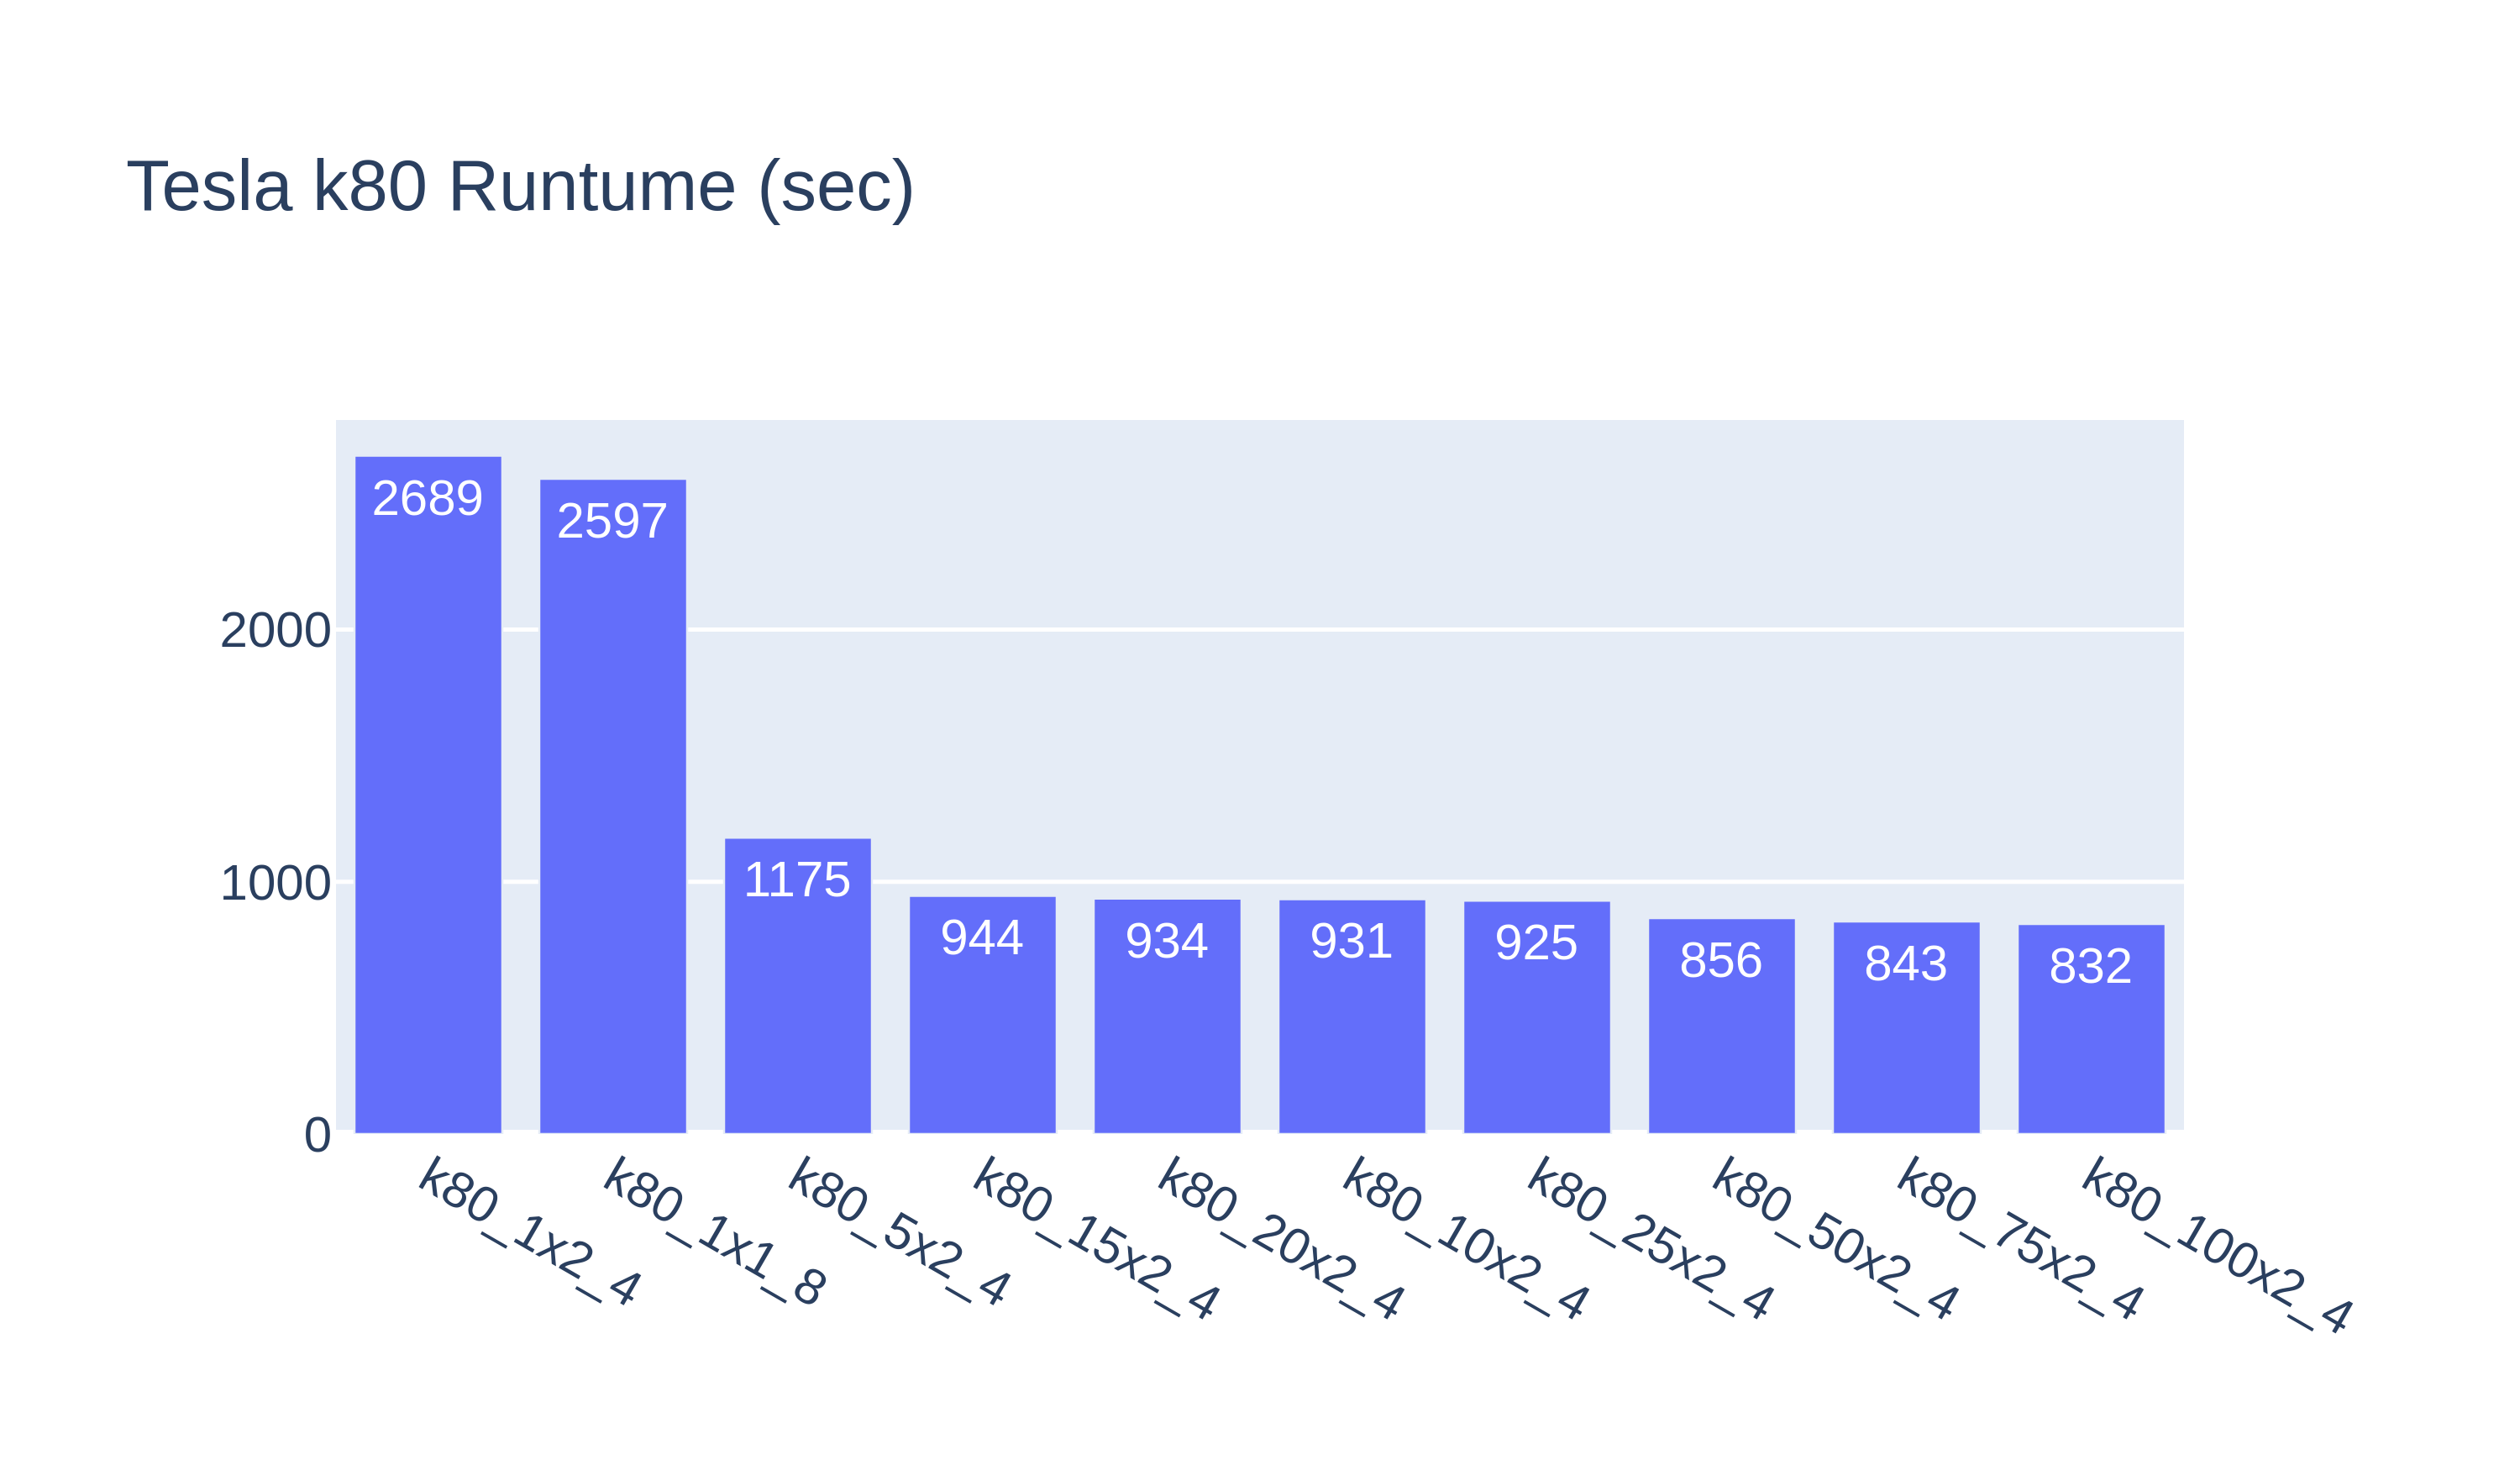 Tesla k80 Runtume (sec)
2689
2597
1175
944
934
931
925
856
843
832
2000
1000
0
k80_1x2_4
k80_1x1_8
k80_5x2_4
k80_15x2_4
k80_20x2_4
k80_10x2_4
k80_25x2_4
k80_50x2_4
k80_75x2_4
k80_100x2_4